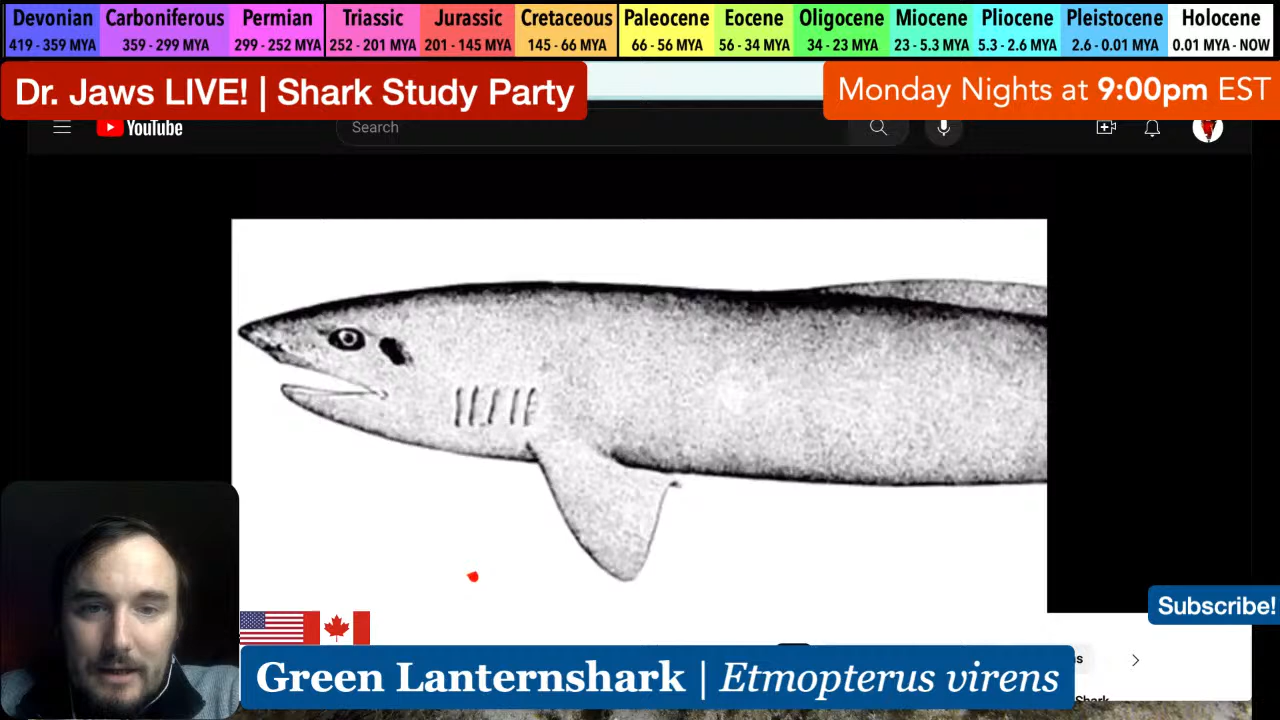 Devonian Carboniferous Permian Triassic Jurassic Cretaceous Paleocene Eocene Oligocene Miocene Pliocene Pleistocene Holocene
419 - 359 MYA 359 - 299 MYA 299 - 252 MYA 252 - 201 MYA 201 - 145 MYA 145 - 66 MYA 66 - 56 MYA 56 - 34 MYA 34 - 23 MYA 23 - 5.3 MYA 5.3 - 2.6 MYA 2.6 - 0.01 MYA 0.01 MYA - NOW
Dr. Jaws LIVE! | Shark Study Party
Monday Nights at 9:00pm EST
YouTube
Search
Subscribe!
Green Lanternshark | Etmopterus virens
Shark